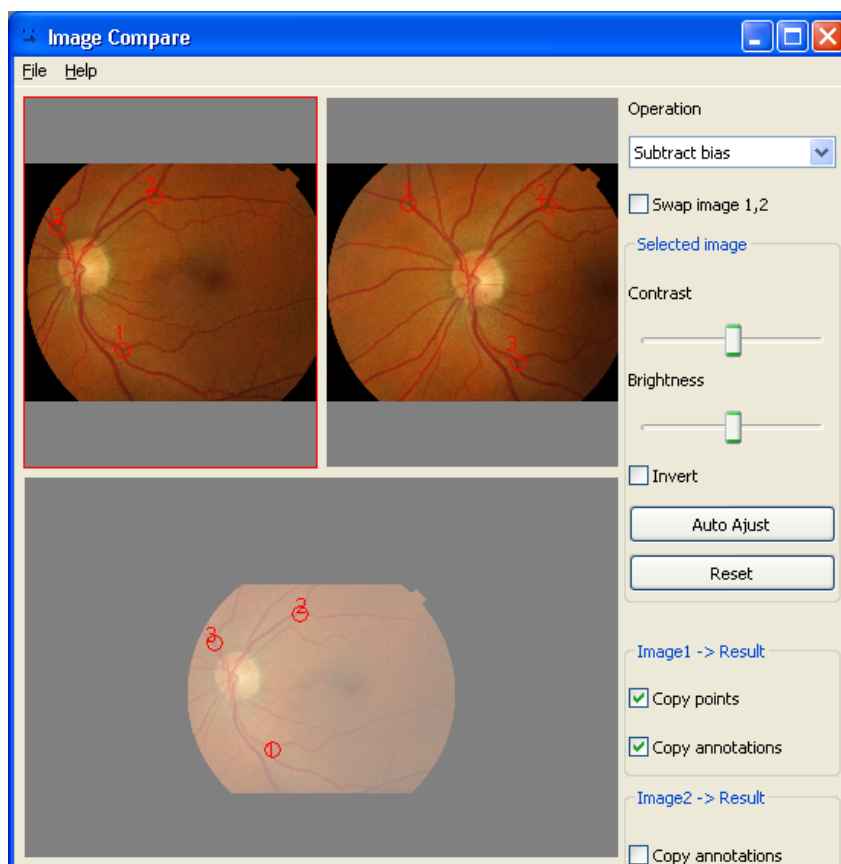 Image Compare
File Help
Operation
Subtract bias
Swap image 1,2
Selected image
Contrast
Brightness
Invert
Auto Ajust
Reset
Image1 -> Result
Copy points
Copy annotations
Image2 -> Result
Copy annotations
3
2
1
1
2
3
3
2
1